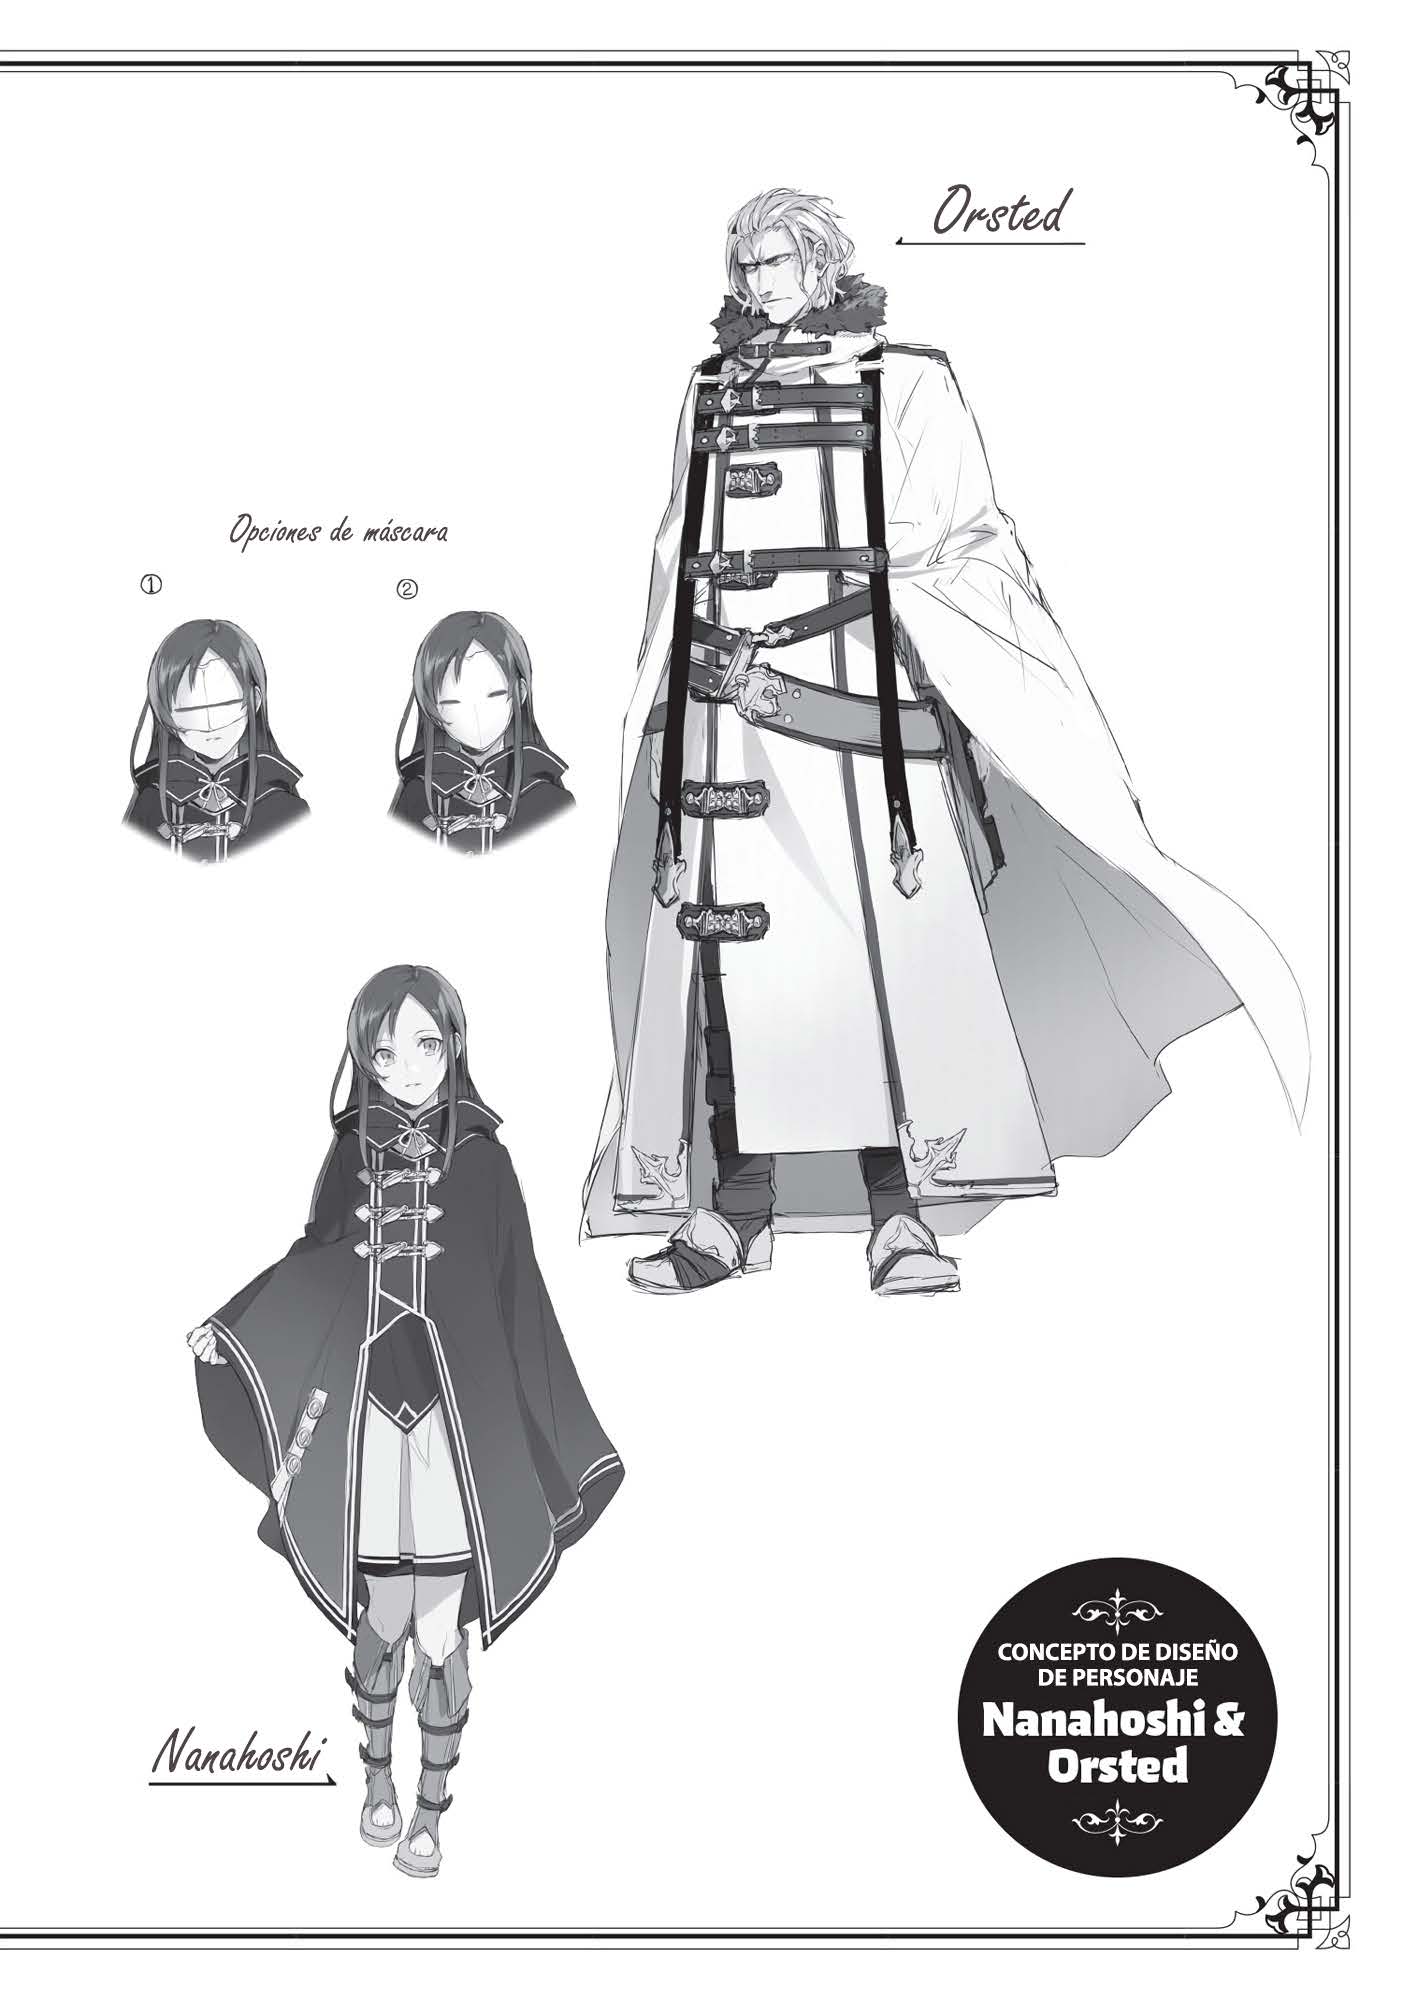 Orsted
Opciones de máscara
①
②
Nanahoshi
CONCEPTO DE DISEÑO
DE PERSONAJE
Nanahoshi &
Orsted